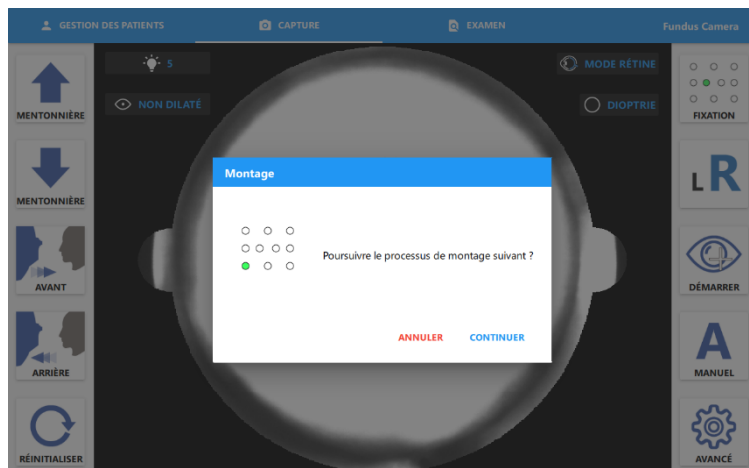 GESTION DES PATIENTS
CAPTURE
EXAMEN
Fundus Camera
5
MODE RÉTINE
NON DILATÉ
DIOPTRIE
MENTONNIÈRE
FIXATION
MENTONNIÈRE
L R
AVANT
DÉMARRER
ARRIÈRE
A
MANUEL
RÉINITIALISER
AVANCÉ
Montage
Poursuivre le processus de montage suivant ?
ANNULER
CONTINUER